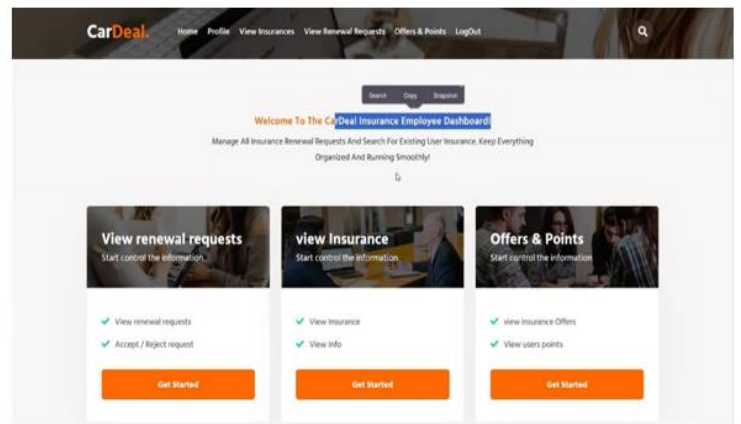 CarDeal.
Home Profile View Insurances View Renewal Requests Offers & Points LogOut
Search Copy Snapshot
Welcome To The CarDeal Insurance Employee Dashboard!
Manage All Insurance Renewal Requests And Search For Existing User Insurance. Keep Everything
Organized And Running Smoothly!
View renewal requests
Start control the information.
View renewal requests
Accept / Reject request
Get Started
view Insurance
Start control the information
View Insurance
View Info
Get Started
Offers & Points
Start control the information
view insurance Offers
View users points
Get Started